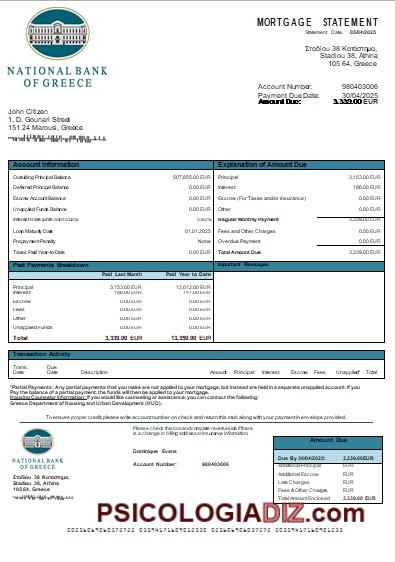 MORTGAGE STATEMENT
Statement Date: 05/04/2025
NATIONAL BANK
OF GREECE
Σταδίου 38 Κατάστημα,
Stadiou 38, Athina
105 64, Greece
Account Number: 980403006
Payment Due Date: 30/04/2025
Amount Due: 3,339.00 EUR
John Citizen
1, D. Gounari Street
151 24 Marousi, Greece
Account Information
Outstanding Principal Balance 507,855.00 EUR
Deferred Principal Balance 0.00 EUR
Escrow Account Balance 0.00 EUR
Unapplied Funds Balance 0.00 EUR
Interest Rate (until
Loan Maturity Date 01.01.2025
Prepayment Penalty None
Taxes Paid Year-to-Date 0.00 EUR
Explanation of Amount Due
Principal 3,153.00 EUR
Interest 186.00 EUR
Escrow (For Taxes and/or Insurance) 0.00 EUR
Other 0.00 EUR
Regular Monthly Payment 3,339.00 EUR
Fees and Other Charges 0.00 EUR
Overdue Payment 0.00 EUR
Total Amount Due 3,339.00 EUR
Past Payments Breakdown
Paid Last Month Paid Year to Date
Principal 3,153.00 EUR 12,612.00 EUR
Interest 186.00 EUR 747.00 EUR
Escrow 0.00 EUR 0.00 EUR
Fees 0.00 EUR 0.00 EUR
Other 0.00 EUR 0.00 EUR
Unapplied Funds 0.00 EUR 0.00 EUR
Total 3,339.00 EUR 13,359.00 EUR
Important Messages
Transaction Activity
Trans. Date Due Date Description Amount Principal Interest Escrow Fees Unapplied* Total
*Partial Payments: Any partial payments that you make are not applied to your mortgage, but instead are held in a separate unapplied account. If you
Pay the balance of a partial payment, the funds will then be applied to your mortgage.
Housing Counselor Information: If you would like counseling or assistance, you can contact the following:
Greece Department of Housing and Urban Development (HUD).
To ensure proper credit please write account number on check and return this stub along with your payment in envelope provided.
NATIONAL BANK
OF GREECE
Σταδίου 38 Κατάστημα,
Stadiou 38, Athina
105 64, Greece
Please check this box and complete reverse side if there
is a change in billing address or insurance information.
Dominique Evans
Account Number: 980403006
Amount Due
Due By 30/04/2025: 3,339.00 EUR
Additional Principal EUR
Additional Escrow EUR
Late Charges EUR
Fees & Other Charges EUR
Total Amount Enclosed 3,339.00 EUR
PSICOLOGIADIZ.com